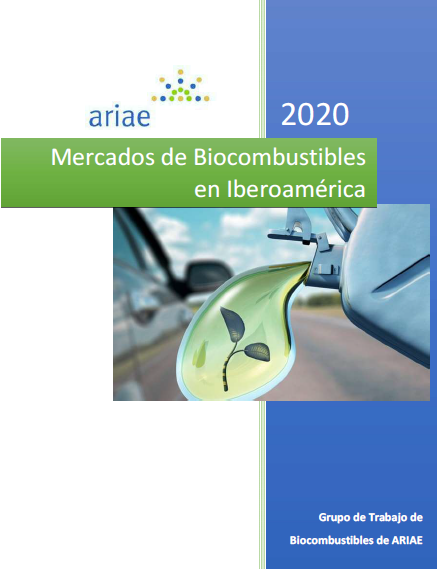 ariae
2020
Mercados de Biocombustibles
en Iberoamérica
Grupo de Trabajo de
Biocombustibles de ARIAE